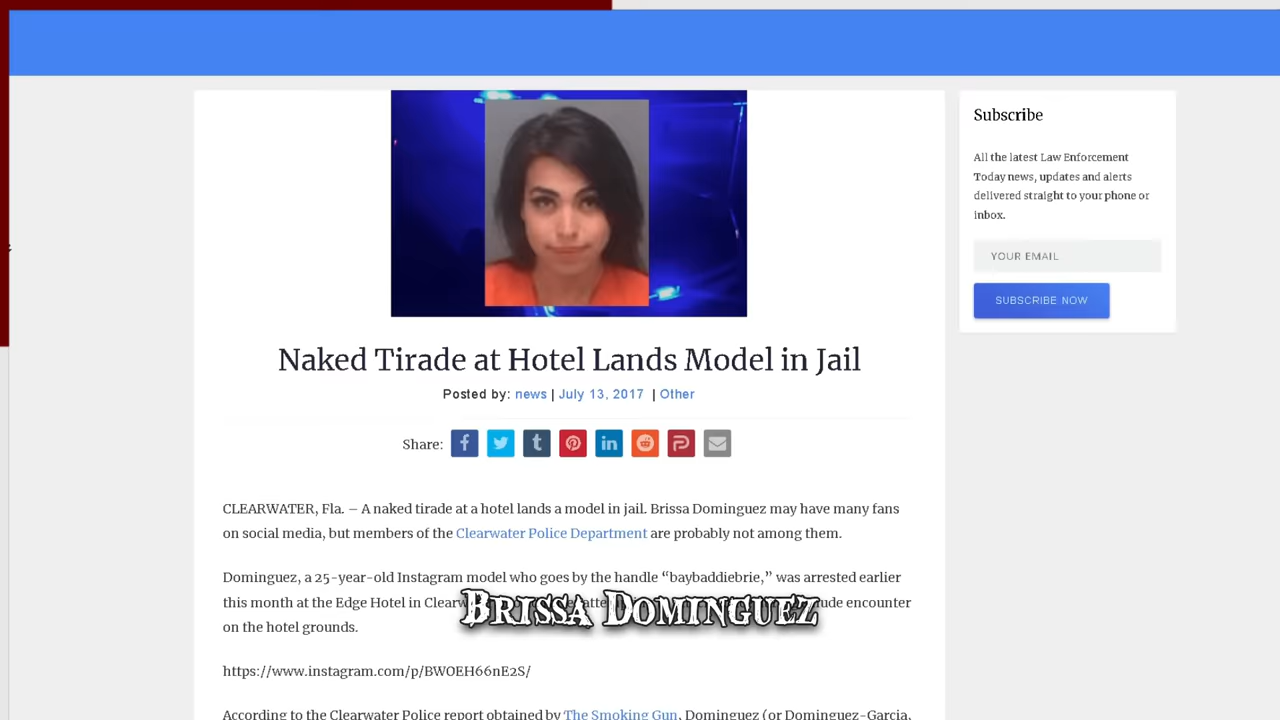 Subscribe
All the latest Law Enforcement
Today news, updates and alerts
delivered straight to your phone or
inbox.
YOUR EMAIL
SUBSCRIBE NOW
Naked Tirade at Hotel Lands Model in Jail
Posted by: news | July 13, 2017 | Other
Share:
CLEARWATER, Fla. – A naked tirade at a hotel lands a model in jail. Brissa Dominguez may have many fans
on social media, but members of the Clearwater Police Department are probably not among them.
Dominguez, a 25-year-old Instagram model who goes by the handle “baybaddiebrie,” was arrested earlier
this month at the Edge Hotel in encounter
on the hotel grounds.
BRISSA DOMINGUEZ
https://www.instagram.com/p/BWOEH66nE2S/
According to the Clearwater Police report obtained by The Smoking Gun, Dominguez (or Dominguez-Garcia,